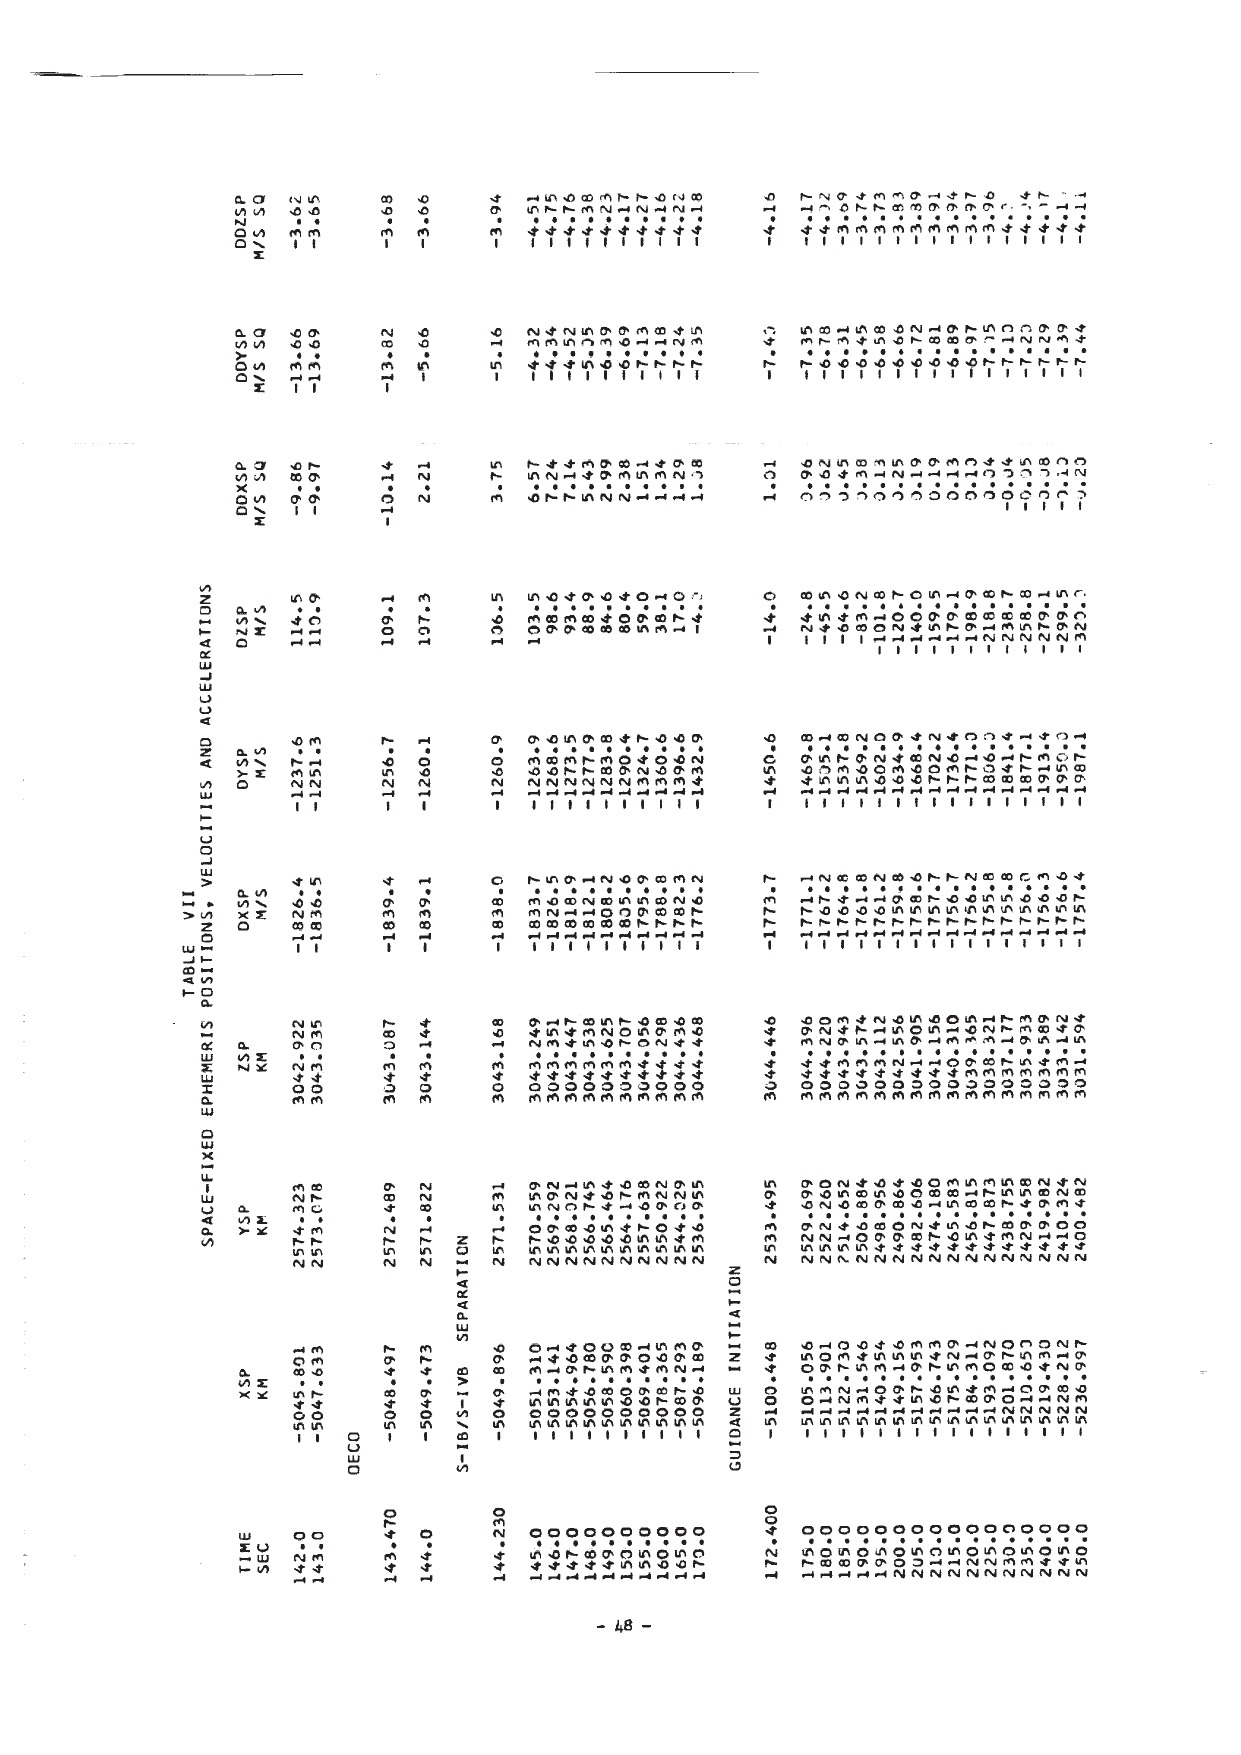 TABLE VII
SPACE-FIXED EPHEMERIS POSITIONS, VELOCITIES AND ACCELERATIONS
TIME XSP YSP ZSP DXSP DYSP DZSP DDXSP DDYSP DDZSP
SEC KM KM KM M/S M/S M/S M/S SQ M/S SQ M/S SQ
142.0 -5045.801 2574.323 3042.922 -1826.4 -1237.6 114.5 -9.86 -13.66 -3.62
143.0 -5047.633 2573.078 3043.035 -1836.5 -1251.3 110.9 -9.97 -13.69 -3.65
OECO
143.470 -5048.497 2572.489 3043.087 -1839.4 -1256.7 109.1 -10.14 -13.82 -3.68
144.0 -5049.473 2571.822 3043.144 -1839.1 -1260.1 107.3 2.21 -5.66 -3.66
S-IB/S-IVB SEPARATION
144.230 -5049.896 2571.531 3043.168 -1838.0 -1260.9 106.5 3.75 -5.16 -3.94
145.0 -5051.310 2570.559 3043.249 -1833.7 -1263.9 103.5 6.57 -4.32 -4.51
146.0 -5053.141 2569.292 3043.351 -1826.5 -1268.6 98.6 7.24 -4.34 -4.75
147.0 -5054.964 2568.021 3043.447 -1818.9 -1273.5 93.4 7.14 -4.52 -4.76
148.0 -5056.780 2566.745 3043.538 -1812.1 -1277.9 88.9 5.43 -5.05 -4.38
149.0 -5058.590 2565.464 3043.625 -1808.2 -1283.8 84.6 2.99 -6.39 -4.23
150.0 -5060.398 2564.176 3043.707 -1805.6 -1290.4 80.4 2.38 -6.69 -4.17
155.0 -5069.401 2557.638 3044.056 -1795.9 -1324.7 59.0 1.51 -7.13 -4.27
160.0 -5078.365 2550.922 3044.298 -1788.8 -1360.6 38.1 1.34 -7.18 -4.16
165.0 -5087.293 2544.029 3044.436 -1782.3 -1396.6 17.0 1.29 -7.24 -4.22
170.0 -5096.189 2536.955 3044.468 -1776.2 -1432.9 1.08 -7.35 -4.18
GUIDANCE INITIATION
172.400 -5100.448 2533.495 3044.446 -1773.7 -1450.6 -14.0 1.01 -7.40 -4.16
175.0 -5105.056 2529.699 3044.396 -1771.1 -1469.8 -24.8 0.96 -7.35 -4.17
180.0 -5113.901 2522.260 3044.220 -1767.2 -1505.1 -45.5 0.62 -6.78 -4.02
185.0 -5122.730 2514.652 3043.943 -1764.8 -1537.8 -64.6 0.45 -6.31 -3.69
190.0 -5131.546 2506.884 3043.574 -1761.8 -1569.2 -83.2 0.38 -6.45 -3.74
195.0 -5140.354 2498.956 3043.112 -1761.2 -1602.0 -101.8 0.13 -6.58 -3.73
200.0 -5149.156 2490.864 3042.556 -1759.8 -1634.9 -120.7 0.25 -6.66 -3.83
205.0 -5157.953 2482.606 3041.905 -1758.6 -1668.4 -140.0 0.19 -6.72 -3.89
210.0 -5166.743 2474.180 3041.156 -1757.7 -1702.2 -159.5 0.19 -6.81 -3.91
215.0 -5175.529 2465.583 3040.310 -1756.7 -1736.4 -179.1 0.13 -6.89 -3.94
220.0 -5184.311 2456.815 3039.365 -1756.2 -1771.0 -198.9 0.10 -6.97 -3.97
225.0 -5193.092 2447.873 3038.321 -1755.8 -1806.0 -218.8 0.04 -7.05 -3.96
230.0 -5201.870 2438.755 3037.177 -1755.8 -1841.4 -238.7 -0.04 -7.10
235.0 -5210.650 2429.458 3035.933 -1756.0 -1877.1 -258.8 -0.05 -7.20 -4.04
240.0 -5219.430 2419.982 3034.589 -1756.3 -1913.4 -279.1 -0.08 -7.29 -4.07
245.0 -5228.212 2410.324 3033.142 -1756.6 -1950.0 -299.5 -0.10 -7.39
250.0 -5236.997 2400.482 3031.594 -1757.4 -1987.1 -320.0 -0.20 -7.44 -4.11
- 48 -